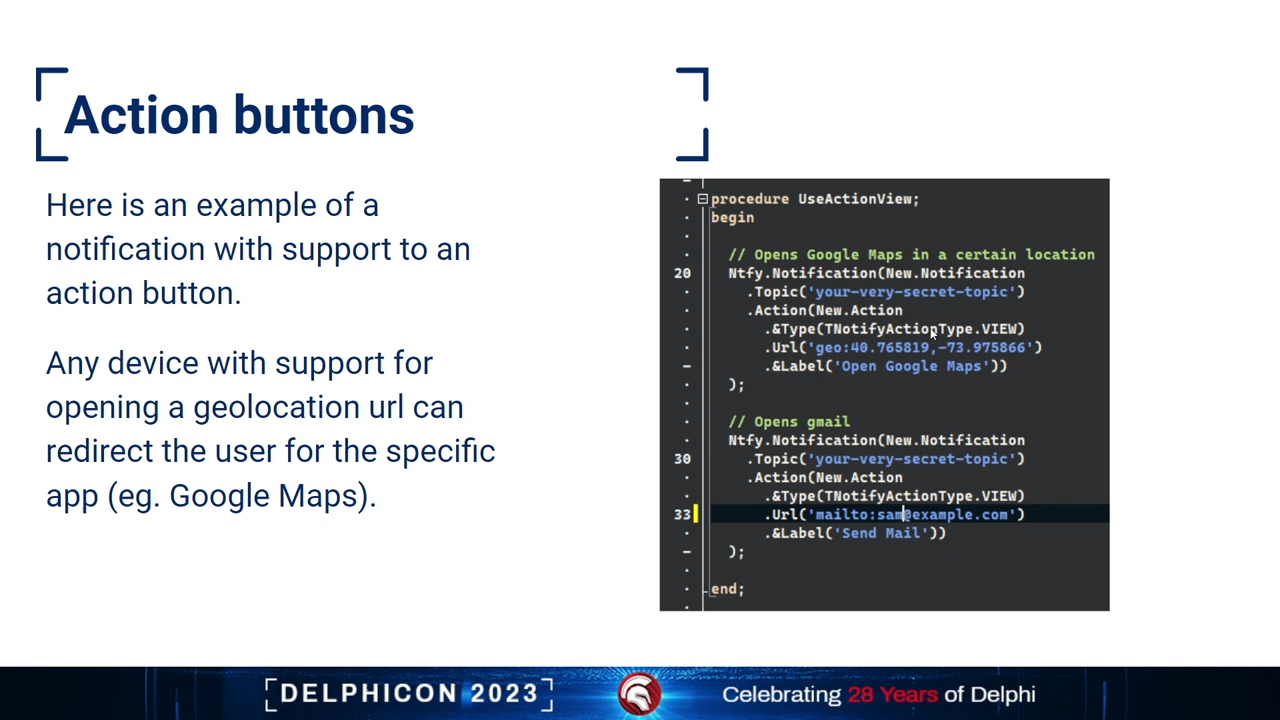 Action buttons
Here is an example of a
notification with support to an
action button.
Any device with support for
opening a geolocation url can
redirect the user for the specific
app (eg. Google Maps).
procedure UseActionView;
begin
// Opens Google Maps in a certain location
20 Ntfy.Notification(New.Notification
.Topic('your-very-secret-topic')
.Action(New.Action
.&Type(TNotifyActionType.VIEW)
.Url('geo:40.765819,-73.975866')
.&Label('Open Google Maps'))
);
// Opens gmail
Ntfy.Notification(New.Notification
30 .Topic('your-very-secret-topic')
.Action(New.Action
.&Type(TNotifyActionType.VIEW)
33 .Url('mailto:sam@example.com')
.&Label('Send Mail'))
);
end;
DELPHICON 2023
Celebrating 28 Years of Delphi